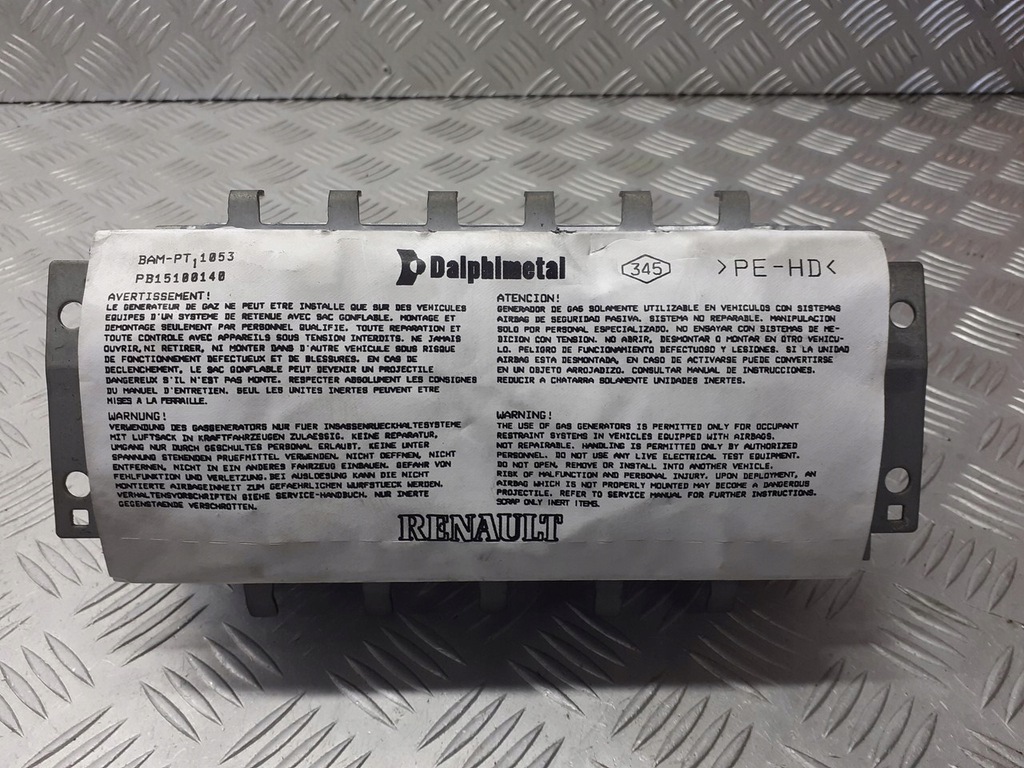 BAM-PT 1053
PB15100140
Dalphimetal
345
>PE-HD<
AVERTISSEMENT!
LE GENERATEUR DE GAZ NE PEUT ETRE INSTALLE QUE SUR DES VEHICULES
EQUIPES D'UN SYSTEME DE RETENUE AVEC SAC GONFLABLE. MONTAGE ET
DEMONTAGE SEULEMENT PAR PERSONNEL QUALIFIE. TOUTE REPARATION ET
TOUTE CONTROLE AVEC APPAREILS SOUS TENSION INTERDITS. NE JAMAIS
OUVRIR, NI RETIRER, NI MONTER DANS D'AUTRE VEHICULE SOUS RISQUE
DE FONCTIONNEMENT DEFECTUEUX ET DE BLESSURES. EN CAS DE
DECLENCHEMENT, LE SAC GONFLABLE PEUT DEVENIR UN PROJECTILE
DANGEREUX S'IL N'EST PAS MONTE. RESPECTER ABSOLUMENT LES CONSIGNES
DU MANUEL D'ENTRETIEN. SEUL LES UNITES INERTES PEUVENT ETRE
MISES A LA FERRAILLE.
ATENCION!
GENERADOR DE GAS SOLAMENTE UTILIZABLE EN VEHICULOS CON SISTEMAS
AIRBAG DE SEGURIDAD PASIVA. SISTEMA NO REPARABLE. MANIPULACION
SOLO POR PERSONAL ESPECIALIZADO. NO ENSAYAR CON SISTEMAS DE ME-
DICION CON TENSION. NO ABRIR, DESMONTAR O MONTAR EN OTRO VEHICU-
LO. PELIGRO DE FUNCIONAMIENTO DEFECTUOSO Y LESIONES. SI LA UNIDAD
AIRBAG ESTA DESMONTADA, EN CASO DE ACTIVARSE PUEDE CONVERTIRSE
EN UN OBJETO ARROJADIZO. CONSULTAR MANUAL DE INSTRUCCIONES.
REDUCIR A CHATARRA SOLAMENTE UNIDADES INERTES.
WARNUNG!
VERWENDUNG DES GASGENERATORS NUR FUER INSASSENRUECKHALTESYSTEME
MIT LUFTSACK IN KRAFTFAHRZEUGEN ZULAESSIG. KEINE REPARATUR,
UMGANG NUR DURCH GESCHULTES PERSONAL ERLAUBT. KEINE UNTER
SPANNUNG STEHENDEN PRUEFMITTEL VERWENDEN. NICHT OEFFNEN, NICHT
ENTFERNEN, NICHT IN EIN ANDERES FAHRZEUG EINBAUEN. GEFAHR VON
FEHLFUNKTION UND VERLETZUNG. BEI AUSLOESUNG KANN DIE NICHT
MONTIERTE AIRBAGEINHEIT ZUM GEFAEHRLICHEN WURFSTUECK WERDEN.
VERHALTENSVORSCHRIFTEN SIEHE SERVICE-HANDBUCH. NUR INERTE
GEGENSTAENDE VERSCHROTTEN.
WARNING!
THE USE OF GAS GENERATORS IS PERMITTED ONLY FOR OCCUPANT
RESTRAINT SYSTEMS IN VEHICLES EQUIPPED WITH AIRBAGS.
NOT REPAIRABLE. HANDLING IS PERMITTED ONLY BY AUTHORIZED
PERSONNEL. DO NOT USE ANY LIVE ELECTRICAL TEST EQUIPMENT.
DO NOT OPEN, REMOVE OR INSTALL INTO ANOTHER VEHICLE.
RISK OF MALFUNCTION AND PERSONAL INJURY. UPON DEPLOYMENT, AN
AIRBAG WHICH IS NOT PROPERLY MOUNTED MAY BECOME A DANGEROUS
PROJECTILE. REFER TO SERVICE MANUAL FOR FURTHER INSTRUCTIONS.
SCRAP ONLY INERT ITEMS.
RENAULT